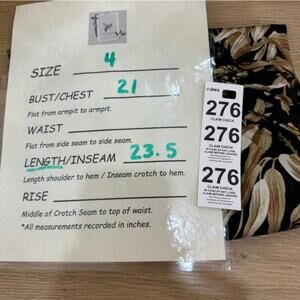 SIZE 4
BUST/CHEST 21
Flat from armpit to armpit.
WAIST
Flat from side seam to side seam.
LENGTH/INSEAM 23.5
Length shoulder to hem / Inseam crotch to hem.
RISE
Middle of Crotch Seam to top of waist.
*All measurements recorded in inches.
276
CLAIM CHECK
276
CLAIM CHECK
276
CLAIM CHECK